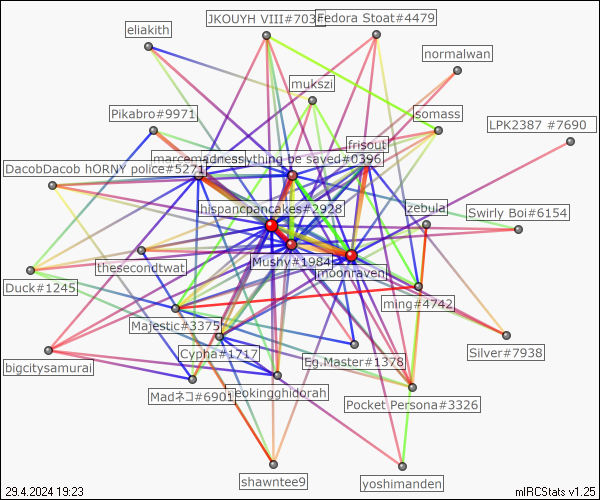 JKOUYH VIII#703
Fedora Stoat#4479
eliakith
normalwan
mukszi
Pikabro#9971
somass
LPK2387 #7690
frisout
marcemadness
ything be saved#0396
DacobDacob hORNY police#5271
hispancpancakes#2928
zebula
Swirly Boi#6154
Mushy#1984
thesecondtwat
moonraven
Duck#1245
ming#4742
Majestic#3375
Cypha#1717
Eg.Master#1378
Silver#7938
bigcitysamurai
Madネコ#6901
eokingghidorah
Pocket Persona#3326
shawntee9
yoshimanden
29.4.2024 19:23
mIRCStats v1.25